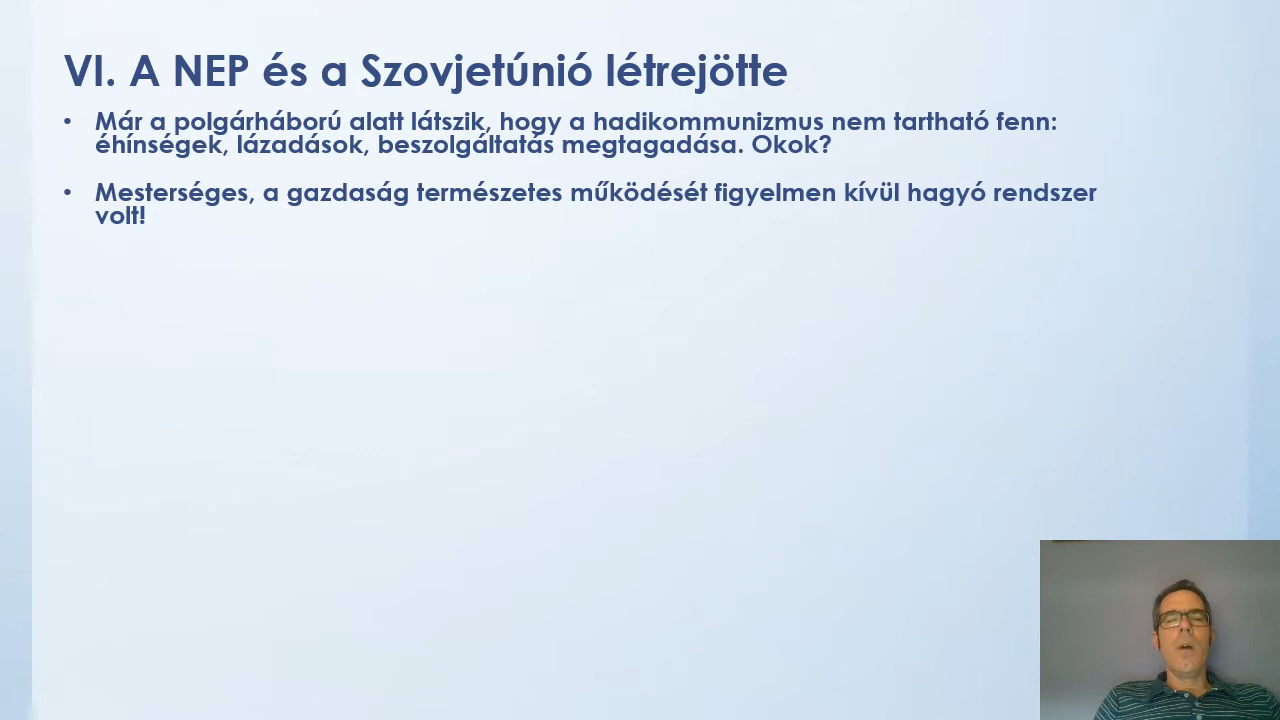 VI. A NEP és a Szovjetúnió létrejötte
• Már a polgárháború alatt látszik, hogy a hadikommunizmus nem tartható fenn:
éhínségek, lázadások, beszolgáltatás megtagadása. Okok?
• Mesterséges, a gazdaság természetes működését figyelmen kívül hagyó rendszer
volt!